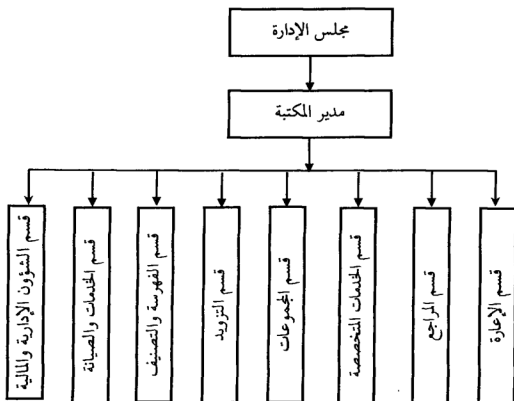 مجلس الإدارة
مدير المكتبة
قسم الإعارة
قسم المراجع
قسم الخدمات المتخصصة
قسم المجموعات
قسم التزويد
قسم الفهرسة والتصنيف
قسم الخدمات والصيانة
قسم الشؤون الإدارية والمالية